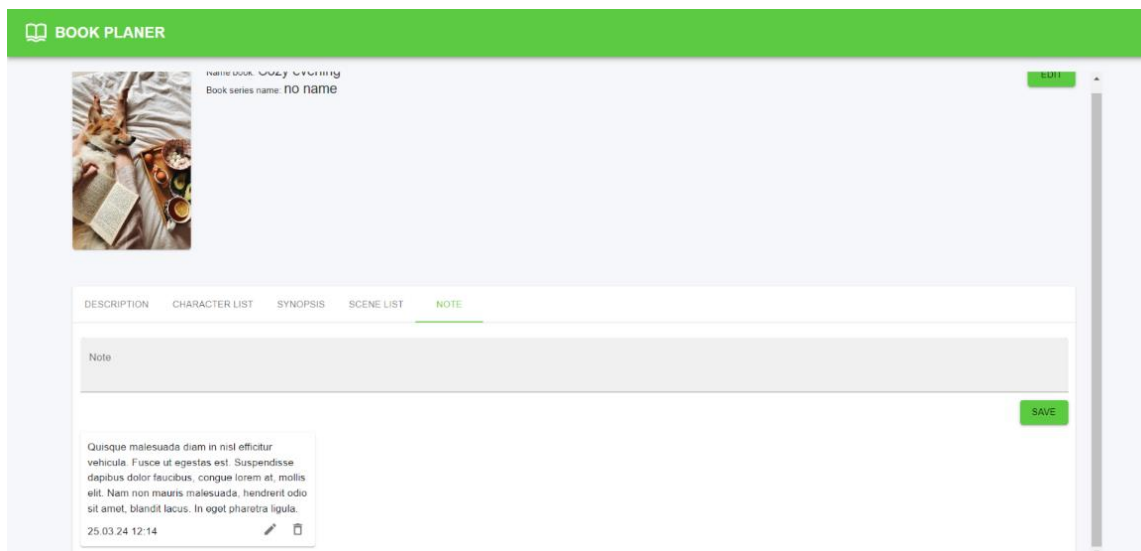 BOOK PLANER
Name book: Cozy evening
EDIT
Book series name: no name
DESCRIPTION CHARACTER LIST SYNOPSIS SCENE LIST NOTE
Note
SAVE
Quisque malesuada diam in nisl efficitur
vehicula. Fusce ut egestas est. Suspendisse
dapibus dolor faucibus, congue lorem at, mollis
elit. Nam non mauris malesuada, hendrerit odio
sit amet, blandit lacus. In eget pharetra ligula.
25.03.24 12:14